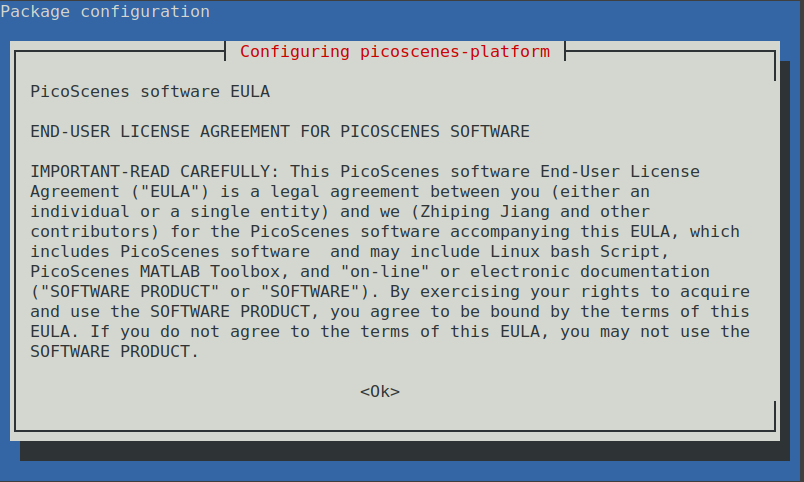 Package configuration
Configuring picoscenes-platform
PicoScenes software EULA
END-USER LICENSE AGREEMENT FOR PICOSCENES SOFTWARE
IMPORTANT-READ CAREFULLY: This PicoScenes software End-User License
Agreement ("EULA") is a legal agreement between you (either an
individual or a single entity) and we (Zhiping Jiang and other
contributors) for the PicoScenes software accompanying this EULA, which
includes PicoScenes software  and may include Linux bash Script,
PicoScenes MATLAB Toolbox, and "on-line" or electronic documentation
("SOFTWARE PRODUCT" or "SOFTWARE"). By exercising your rights to acquire
and use the SOFTWARE PRODUCT, you agree to be bound by the terms of this
EULA. If you do not agree to the terms of this EULA, you may not use the
SOFTWARE PRODUCT.
<Ok>